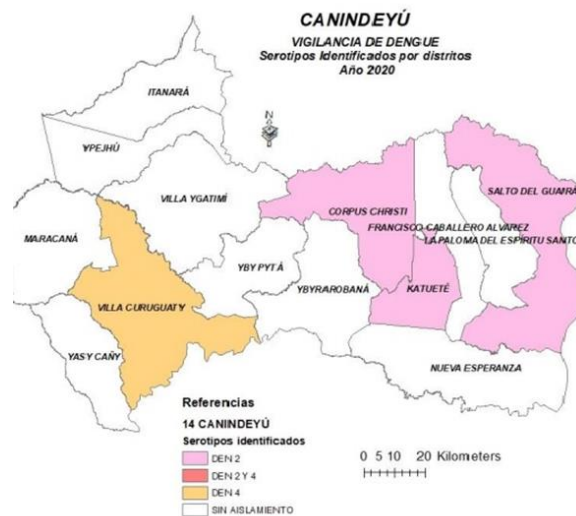 CANINDEYÚ
VIGILANCIA DE DENGUE
Serotipos Identificados por distritos
Año 2020
ITANARÁ
N
YPEJHÚ
VILLA YGATIMÍ
SALTO DEL GUAIRÁ
CORPUS CHRISTI
FRANCISCO CABALLERO ALVAREZ
MARACANÁ
LA PALOMA DEL ESPIRITU SANTO
YBY PYTÁ
YBYRAROBANÁ
KATUETÉ
VILLA CURUGUATY
YASY CAÑY
NUEVA ESPERANZA
Referencias
14 CANINDEYÚ
Serotipos identificados
DEN 2
DEN 2 Y 4
DEN 4
SIN AISLAMIENTO
0 5 10 20 Kilometers